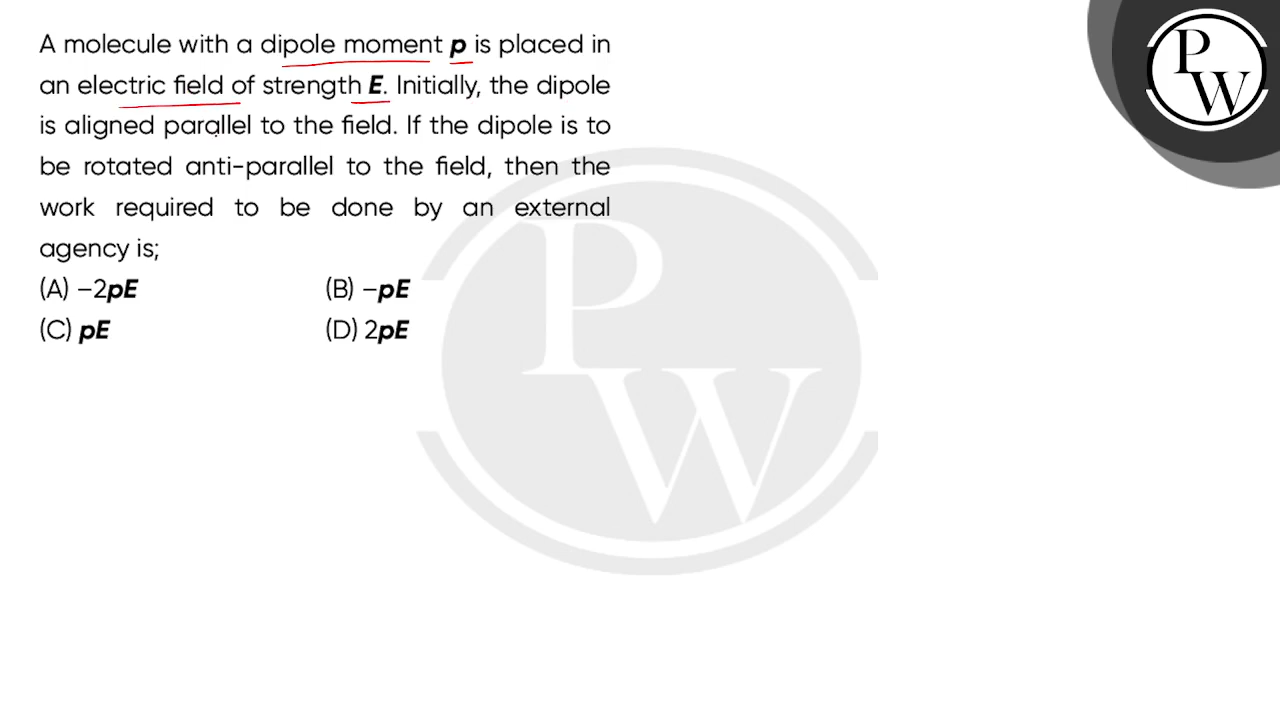 A molecule with a dipole moment p is placed in
an electric field of strength E. Initially, the dipole
is aligned parallel to the field. If the dipole is to
be rotated anti-parallel to the field, then the
work required to be done by an external
agency is;
(A) –2pE (B) –pE
(C) pE (D) 2pE
P
W
P
W